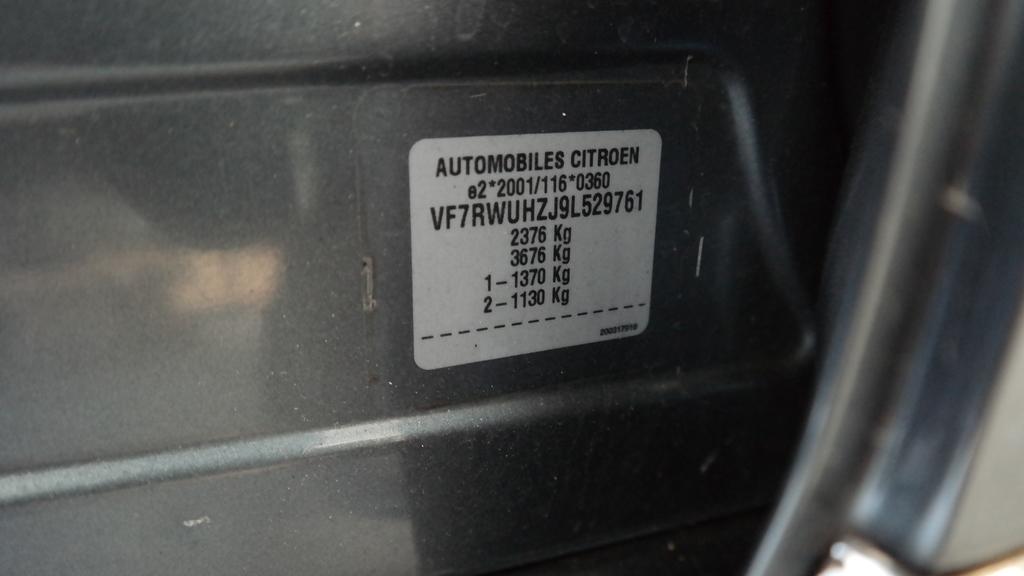 AUTOMOBILES CITROEN
e2*2001/116*0360
VF7RWUHZJ9L529761
2376 Kg
3676 Kg
1-1370 Kg
2-1130 Kg